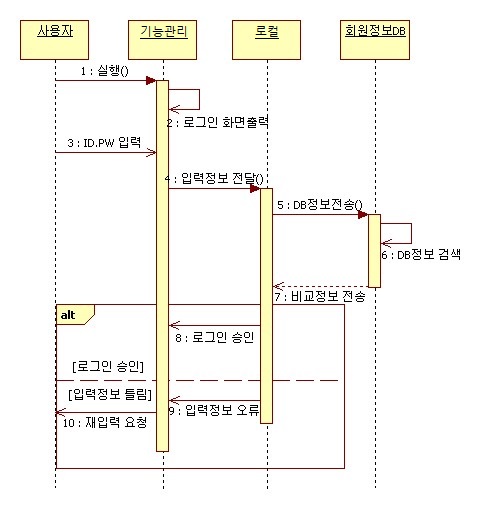 사용자
기능관리
로컬
회원정보DB
1 : 실행()
2 : 로그인 화면출력
3 : ID.PW 입력
4 : 입력정보 전달()
5 : DB정보전송()
6 : DB정보 검색
7 : 비교정보 전송
alt
8 : 로그인 승인
[로그인 승인]
[입력정보 틀림]
9 : 입력정보 오류
10 : 재입력 요청